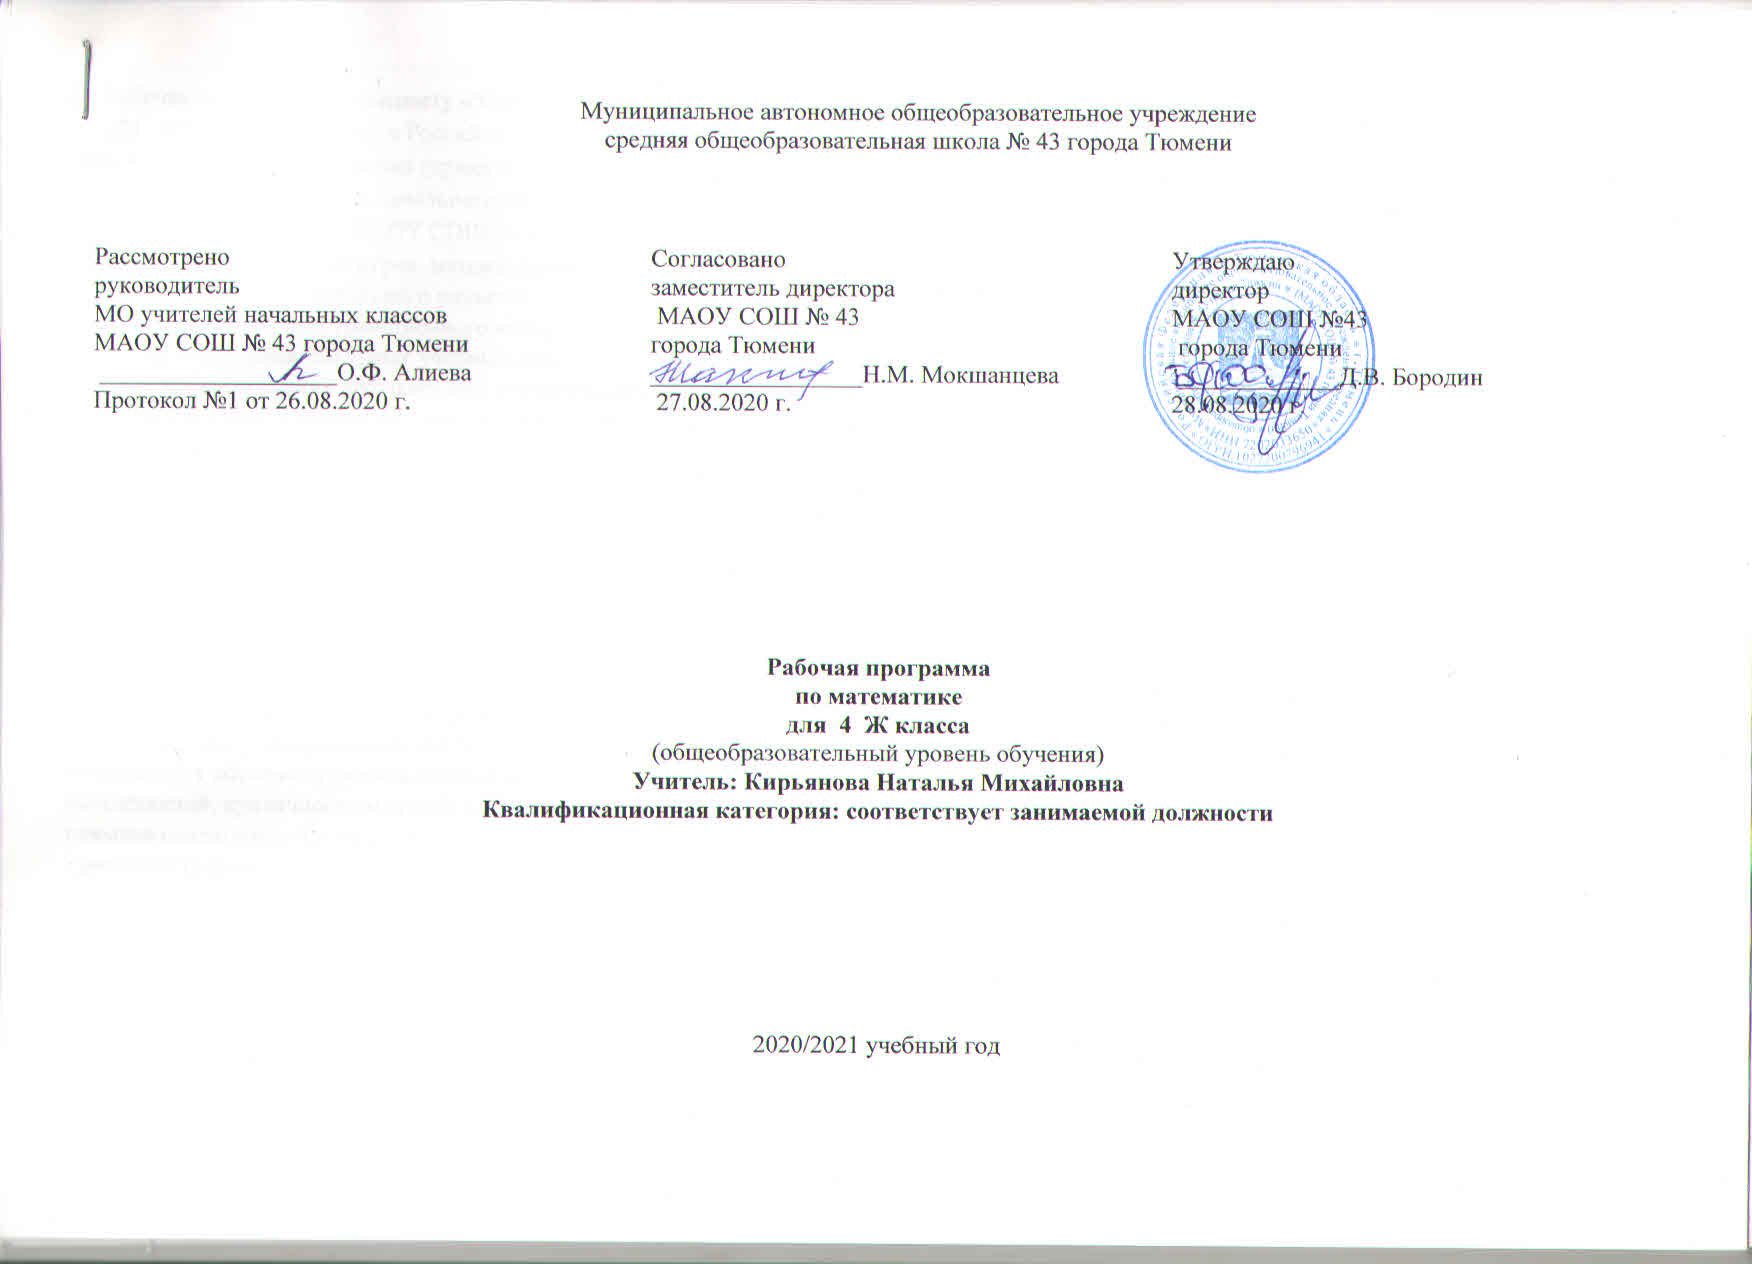 Муниципальное автономное общеобразовательное учреждение
средняя общеобразовательная школа № 43 города Тюмени
Рассмотрено
руководитель
МО учителей начальных классов
МАОУ СОШ № 43 города Тюмени
О.Ф. Алиева
Протокол №1 от 26.08.2020 г.
Согласовано
заместитель директора
МАОУ СОШ № 43
города Тюмени
Н.М. Мокшанцева
27.08.2020 г.
Утверждаю
директор
МАОУ СОШ №43
города Тюмени
Д.В. Бородин
28.08.2020 г.
Рабочая программа
по математике
для 4 Ж класса
(общеобразовательный уровень обучения)
Учитель: Кирьянова Наталья Михайловна
Квалификационная категория: соответствует занимаемой должности
2020/2021 учебный год